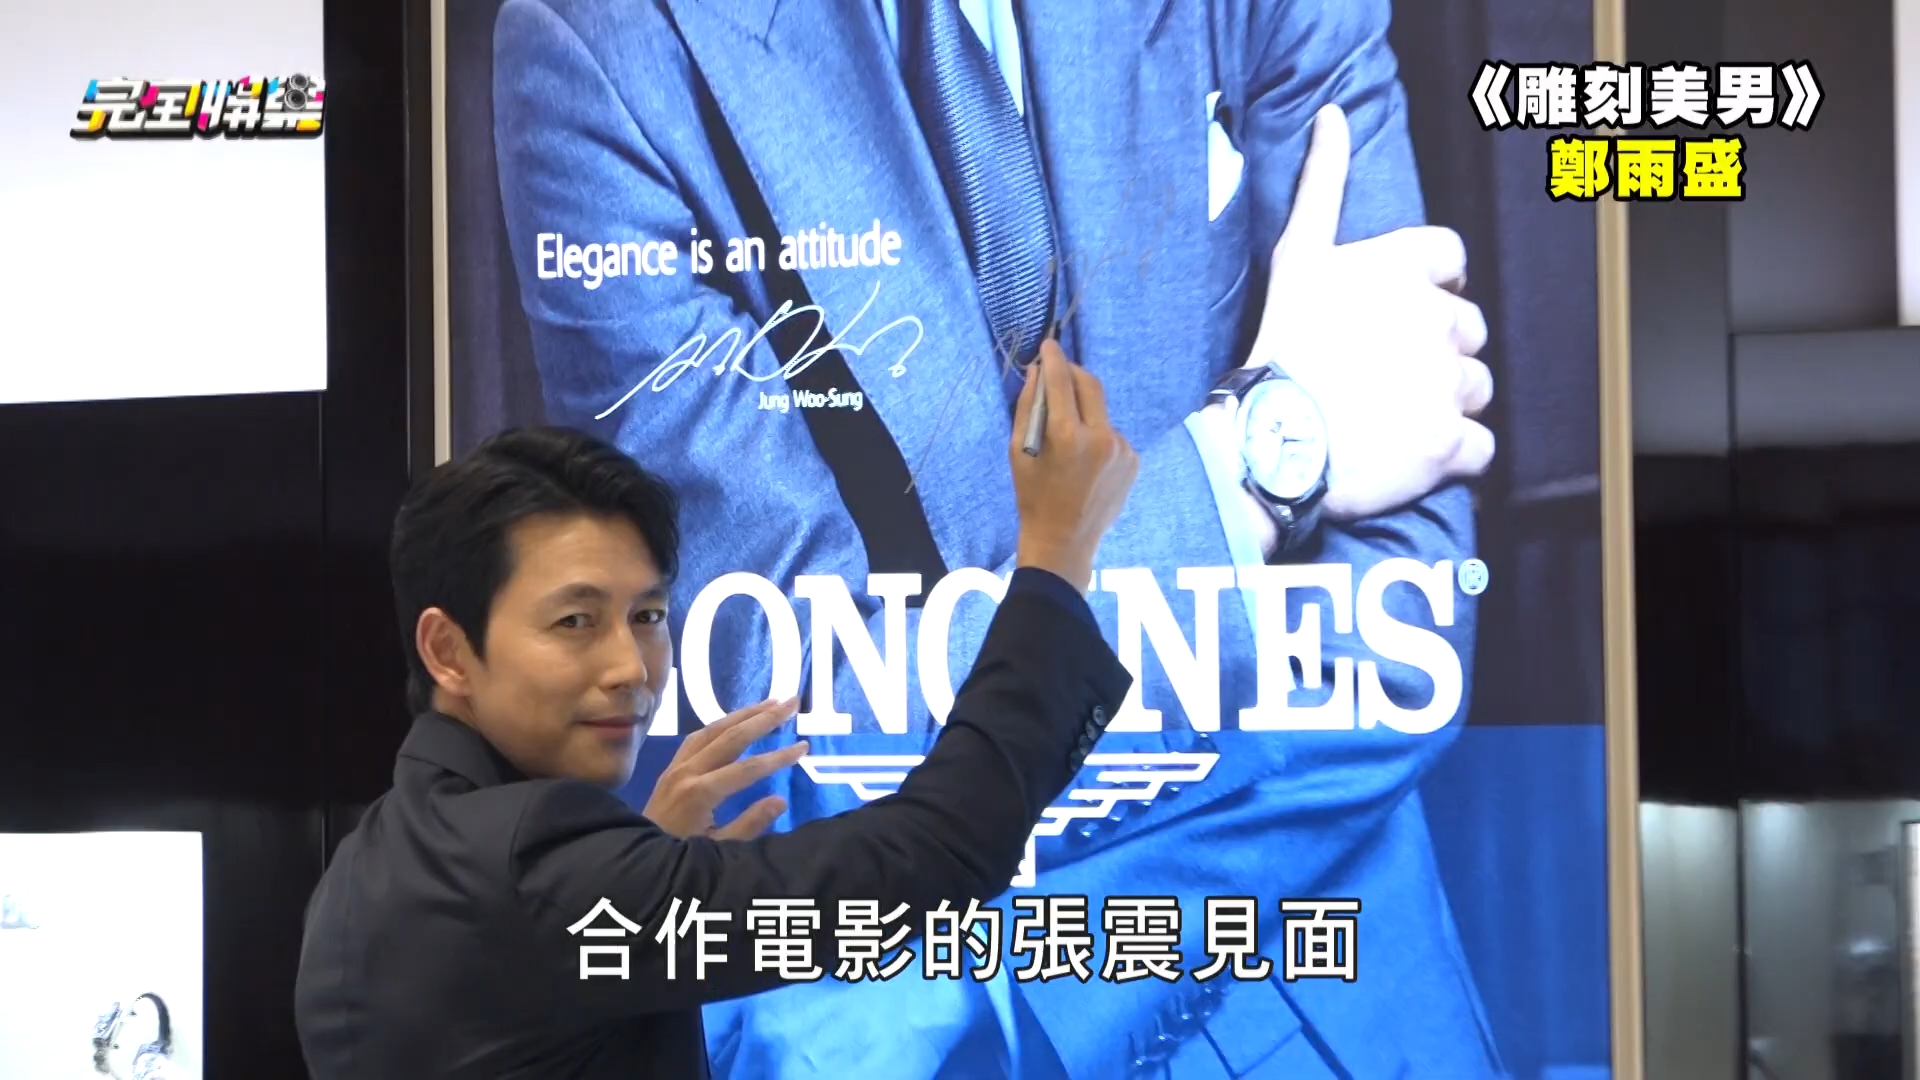 完全娛樂
《雕刻美男》
鄭雨盛
Elegance is an attitude
Jung Woo-Sung
LONGINES®
合作電影的張震見面